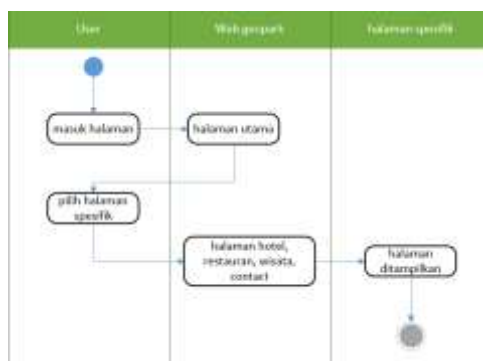 User
Web geopark
halaman spesifik
masuk halaman
halaman utama
pilih halaman
spesifik
halaman hotel,
restauran, wisata,
contact
halaman
ditampilkan